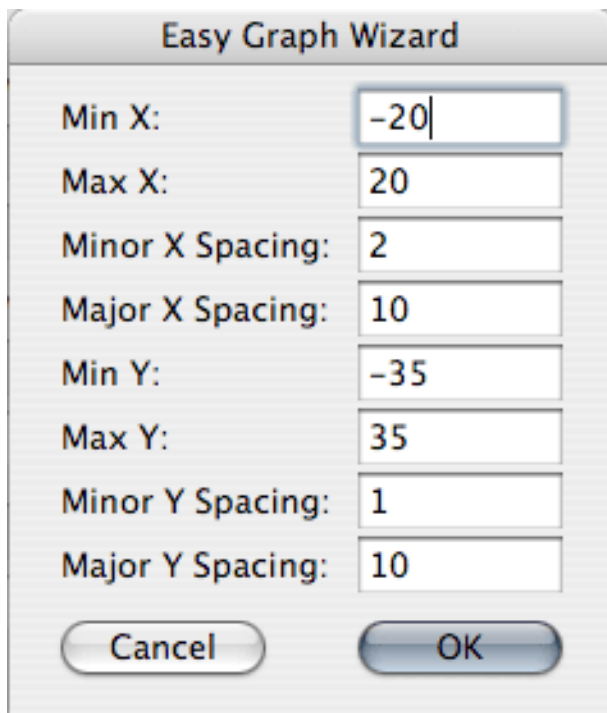 Easy Graph Wizard
Min X: -20
Max X: 20
Minor X Spacing: 2
Major X Spacing: 10
Min Y: -35
Max Y: 35
Minor Y Spacing: 1
Major Y Spacing: 10
Cancel OK